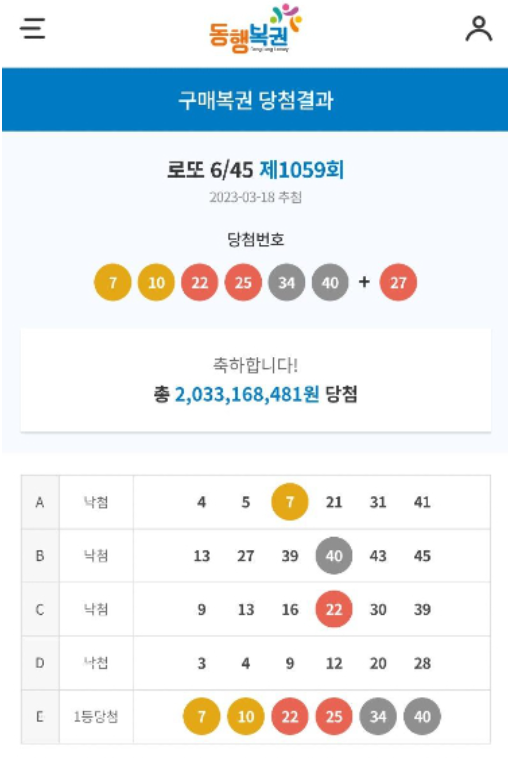 동행복권
구매복권 당첨결과
로또 6/45 제1059회
2023-03-18 추첨
당첨번호
7 10 22 25 34 40 + 27
축하합니다!
총 2,033,168,481원 당첨
A 낙첨 4 5 7 21 31 41
B 낙첨 13 27 39 40 43 45
C 낙첨 9 13 16 22 30 39
D 낙첨 3 4 9 12 20 28
E 1등당첨 7 10 22 25 34 40